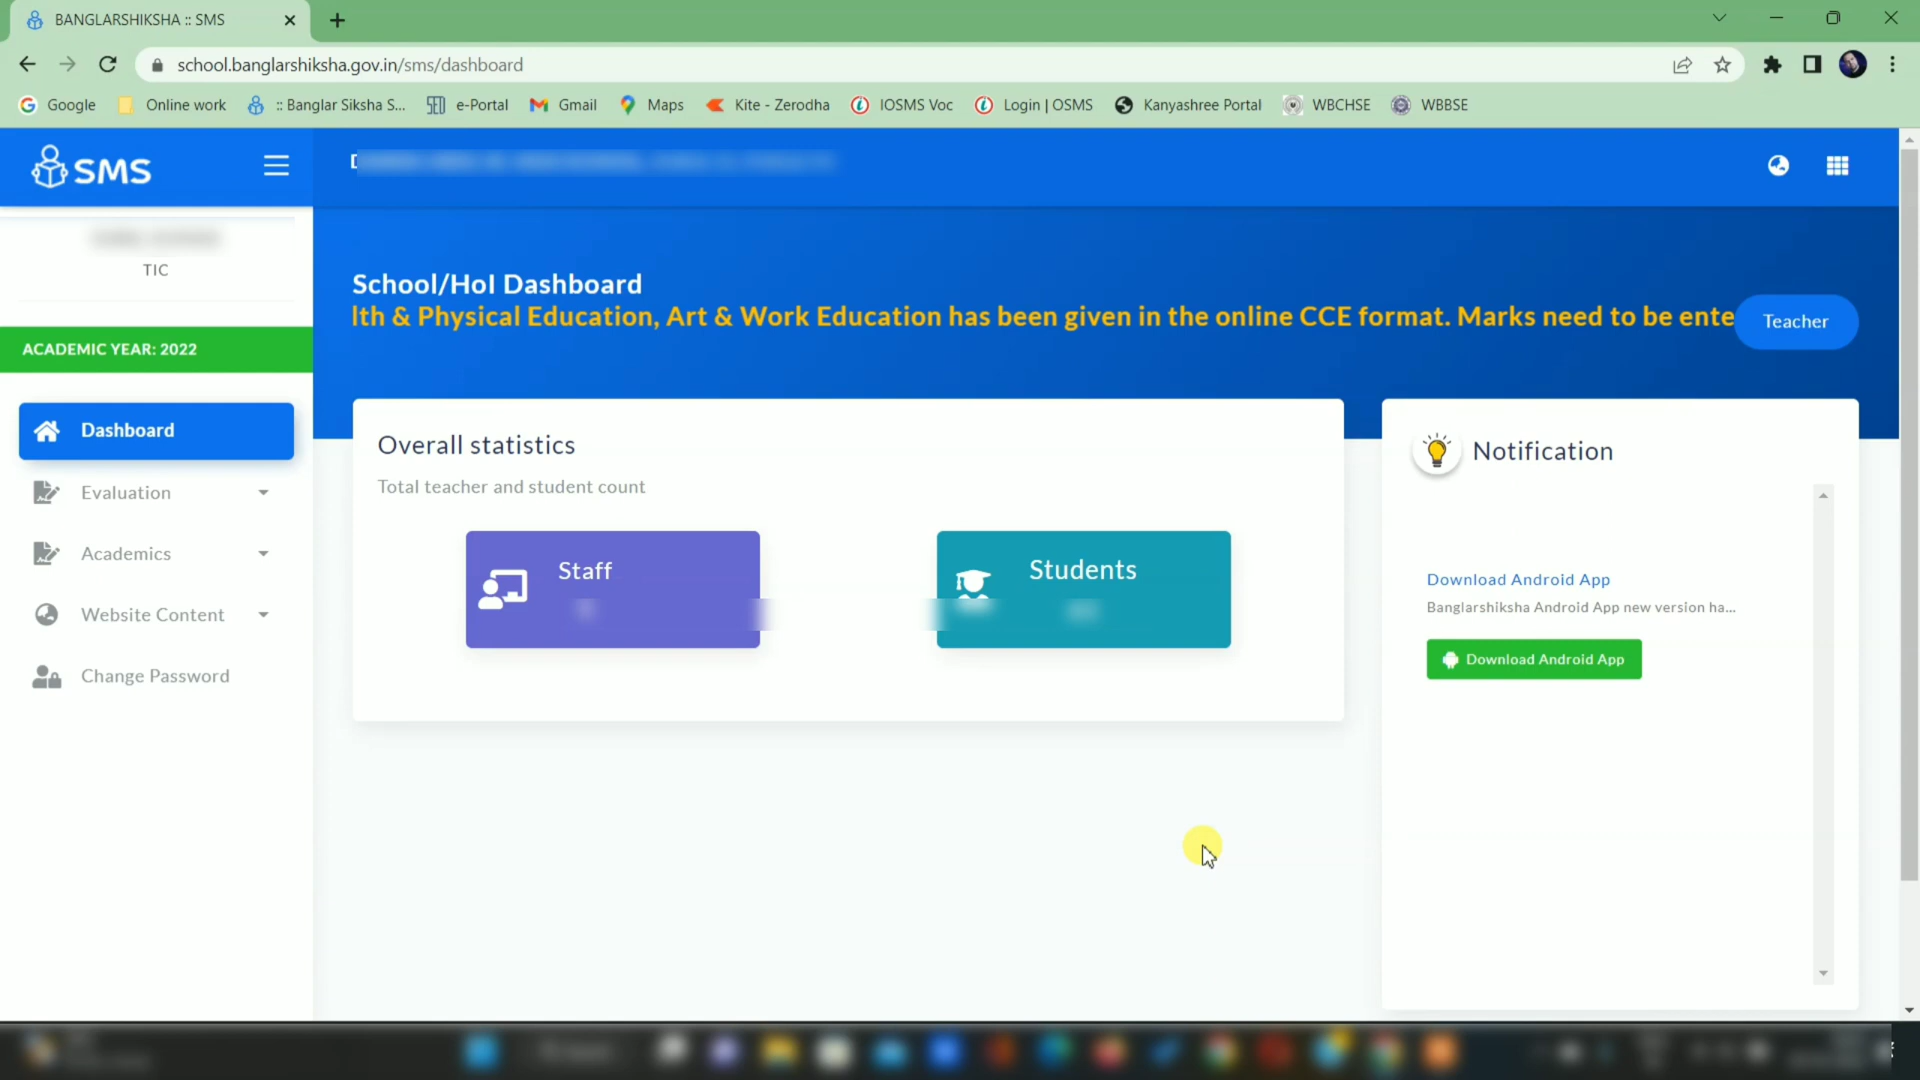 BANGLARSHIKSHA :: SMS
school.banglarshiksha.gov.in/sms/dashboard
Google Online work :: Banglar Siksha S... e-Portal Gmail Maps Kite - Zerodha IOSMS Voc Login | OSMS Kanyashree Portal WBCHSE WBBSE
SMS
TIC
ACADEMIC YEAR: 2022
Dashboard
Evaluation
Academics
Website Content
Change Password
School/HoI Dashboard
lth & Physical Education, Art & Work Education has been given in the online CCE format. Marks need to be ente
Teacher
Overall statistics
Total teacher and student count
Staff
Students
Notification
Download Android App
Banglarshiksha Android App new version ha...
Download Android App